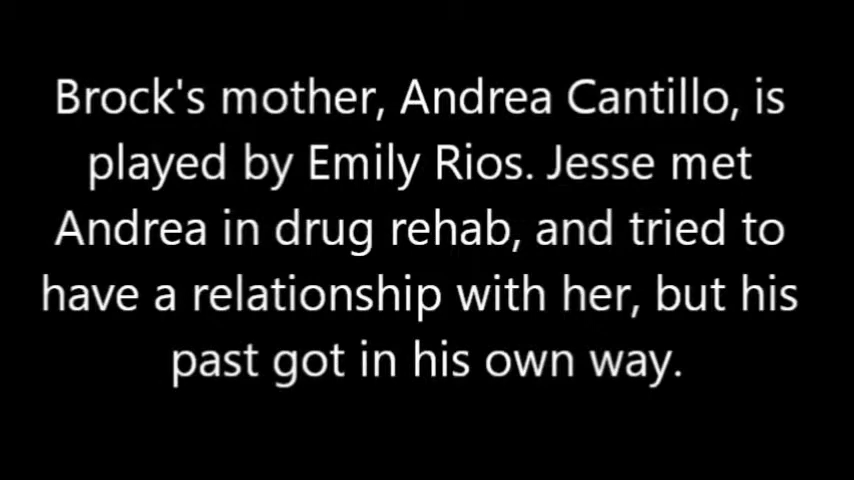 Brock's mother, Andrea Cantillo, is
played by Emily Rios. Jesse met
Andrea in drug rehab, and tried to
have a relationship with her, but his
past got in his own way.